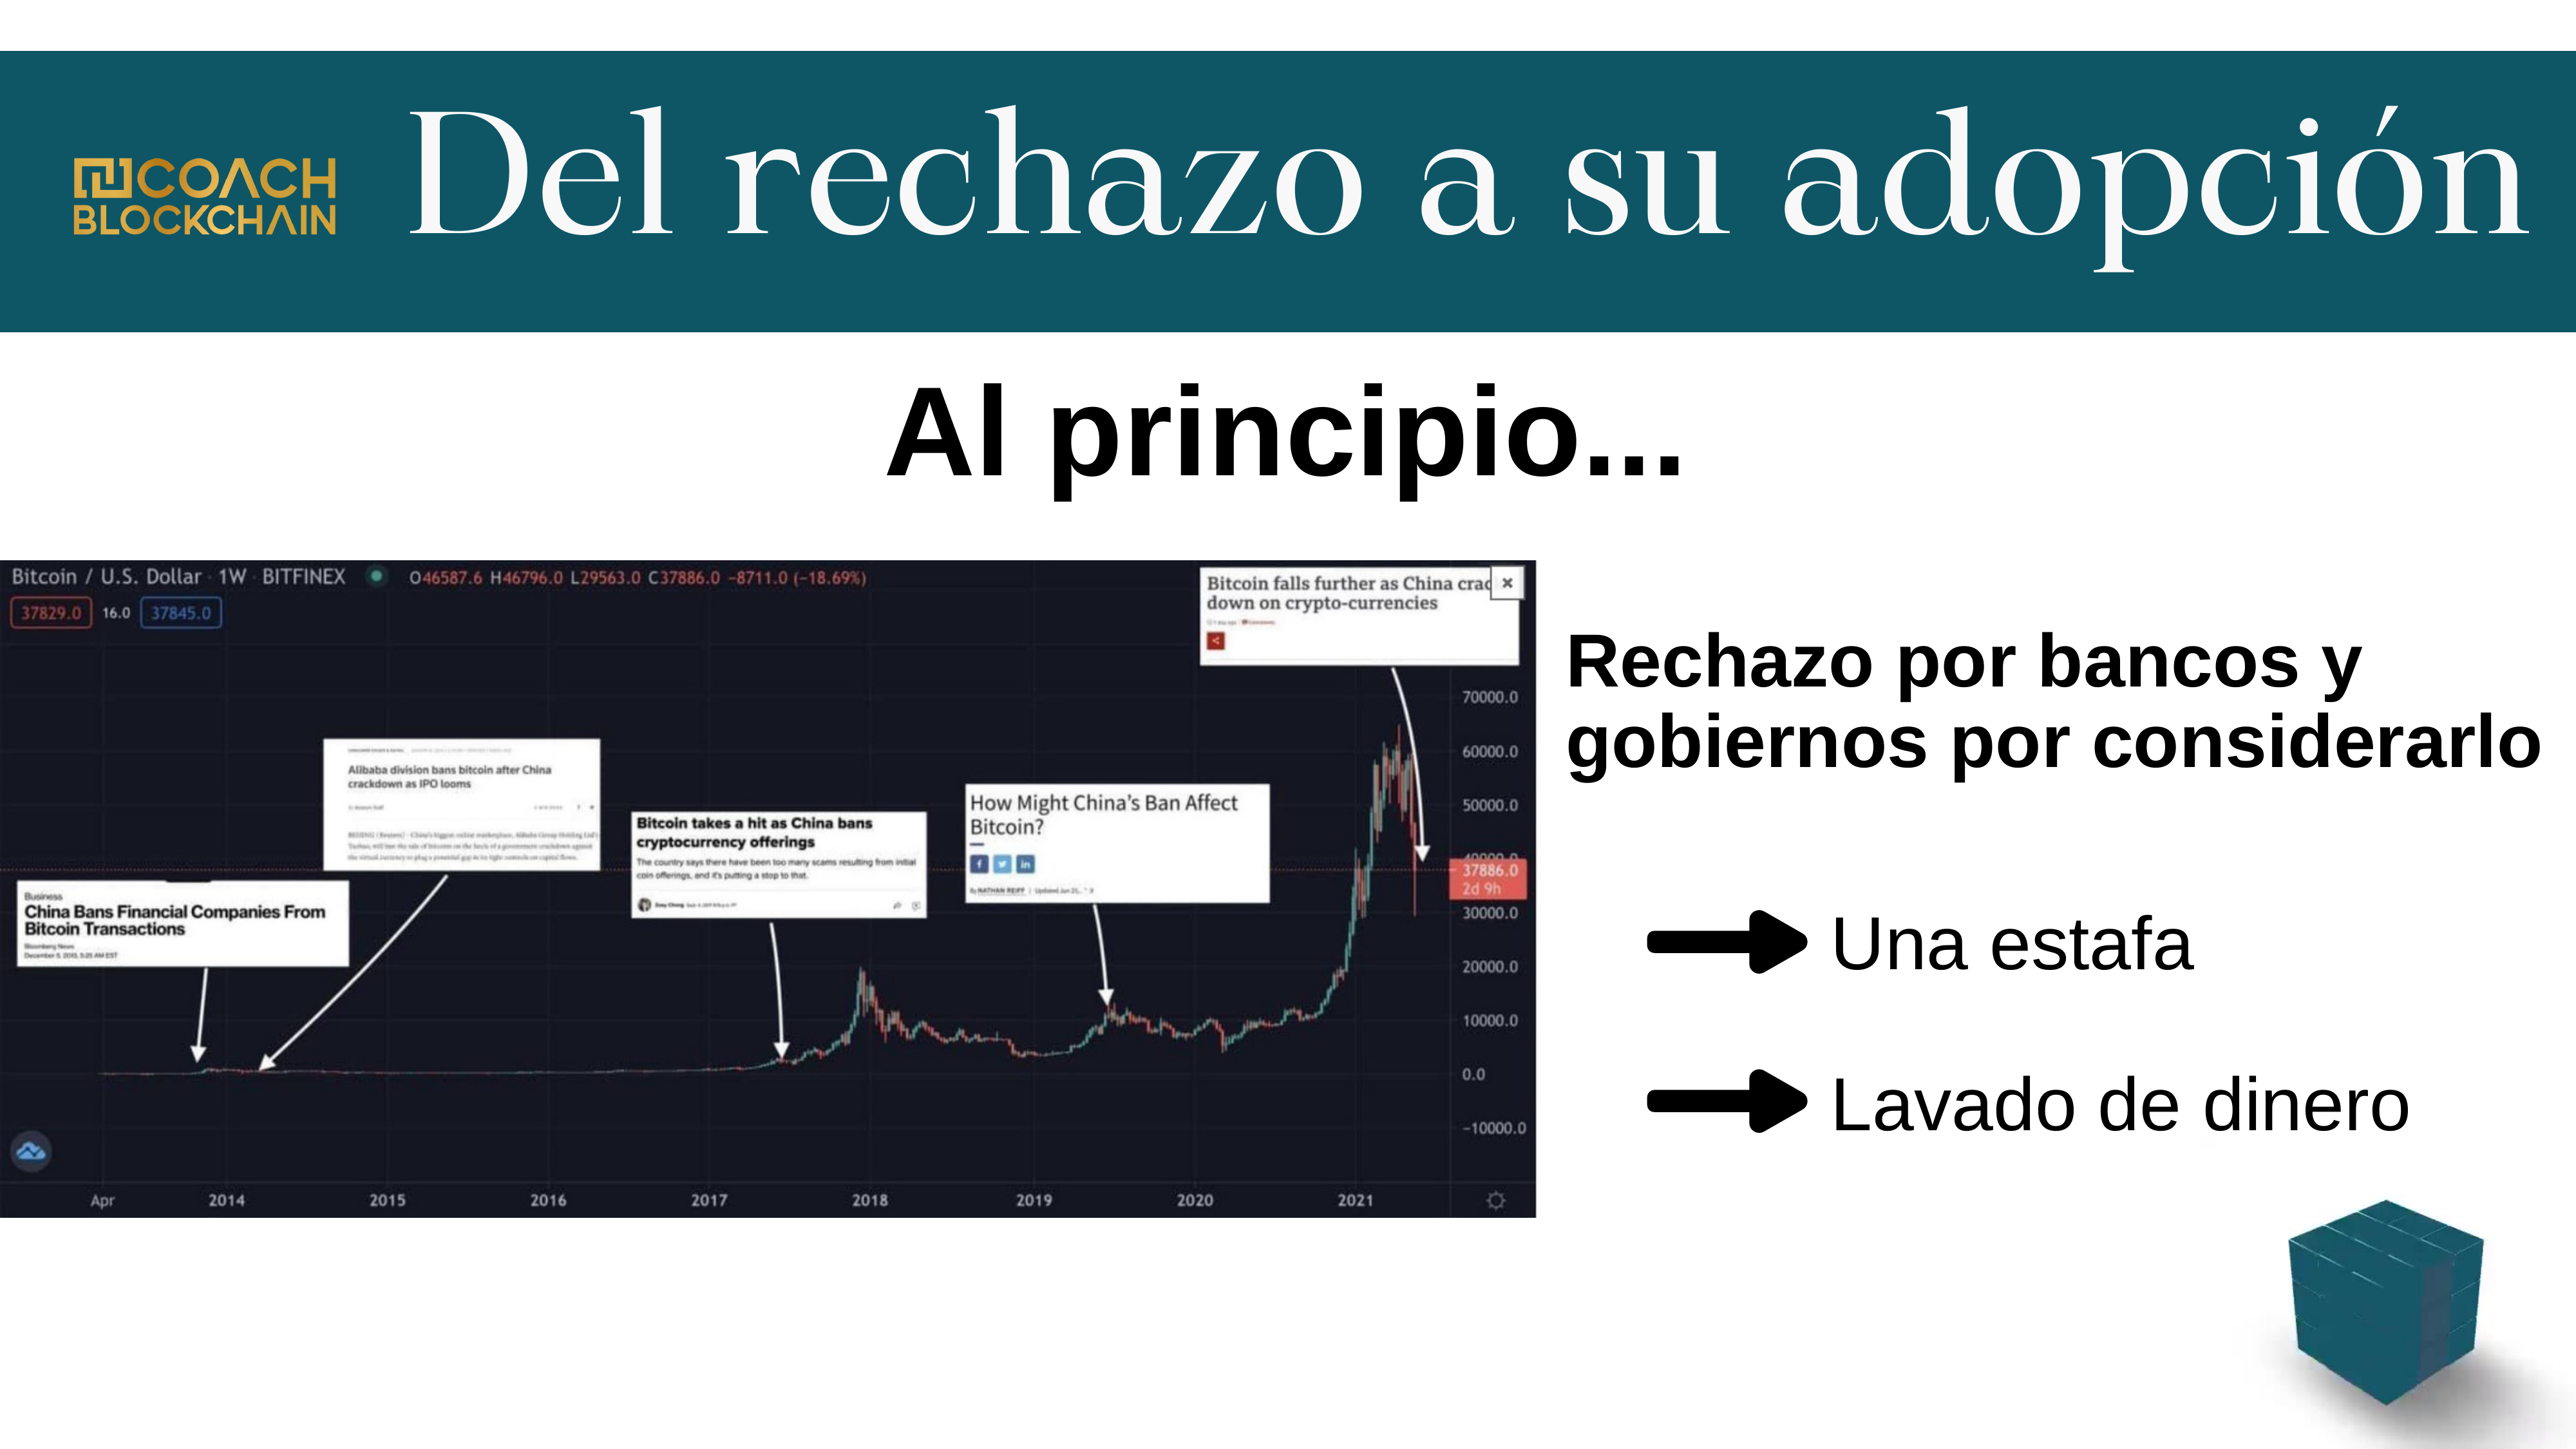 COACH
BLOCKCHAIN
Del rechazo a su adopción
Al principio...
Bitcoin / U.S. Dollar · 1W · BITFINEX O46587.6 H46796.0 L29563.0 C37886.0 −8711.0 (−18.69%)
37829.0 16.0 37845.0
Bitcoin falls further as China crac
down on crypto-currencies
Alibaba division bans bitcoin after China
crackdown as IPO looms
Bitcoin takes a hit as China bans
cryptocurrency offerings
The country says there have been too many scams resulting from initial
coin offerings, and it's putting a stop to that.
How Might China's Ban Affect
Bitcoin?
By NATHAN REIFF | Updated Jun 25,
Business
China Bans Financial Companies From
Bitcoin Transactions
Bloomberg News
December 5, 2013, 5:25 AM EST
70000.0
60000.0
50000.0
40000.0
37886.0
2d 9h
30000.0
20000.0
10000.0
0.0
−10000.0
Apr 2014 2015 2016 2017 2018 2019 2020 2021
Rechazo por bancos y
gobiernos por considerarlo
Una estafa
Lavado de dinero